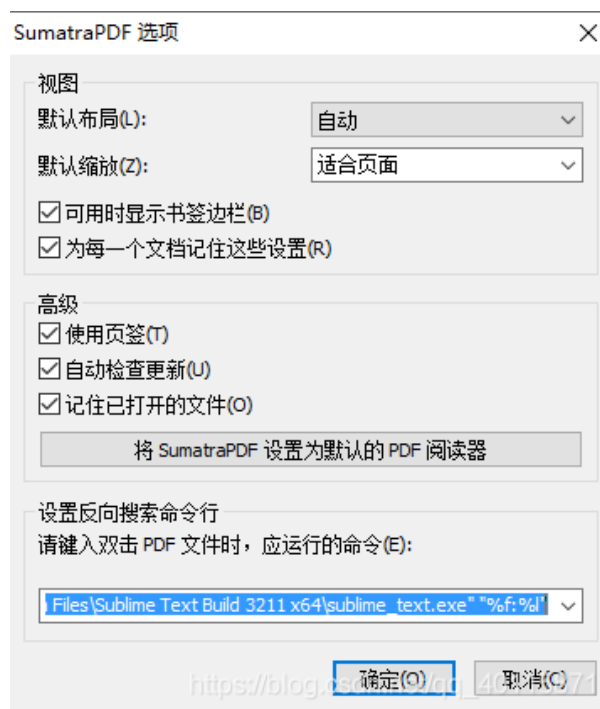 SumatraPDF 选项
视图
默认布局(L):
自动
默认缩放(Z):
适合页面
可用时显示书签边栏(B)
为每一个文档记住这些设置(R)
高级
使用页签(T)
自动检查更新(U)
记住已打开的文件(O)
将 SumatraPDF 设置为默认的 PDF 阅读器
设置反向搜索命令行
请键入双击 PDF 文件时，应运行的命令(E):
Files\Sublime Text Build 3211 x64\sublime_text.exe" "%f:%l"
确定(O)
取消(C)